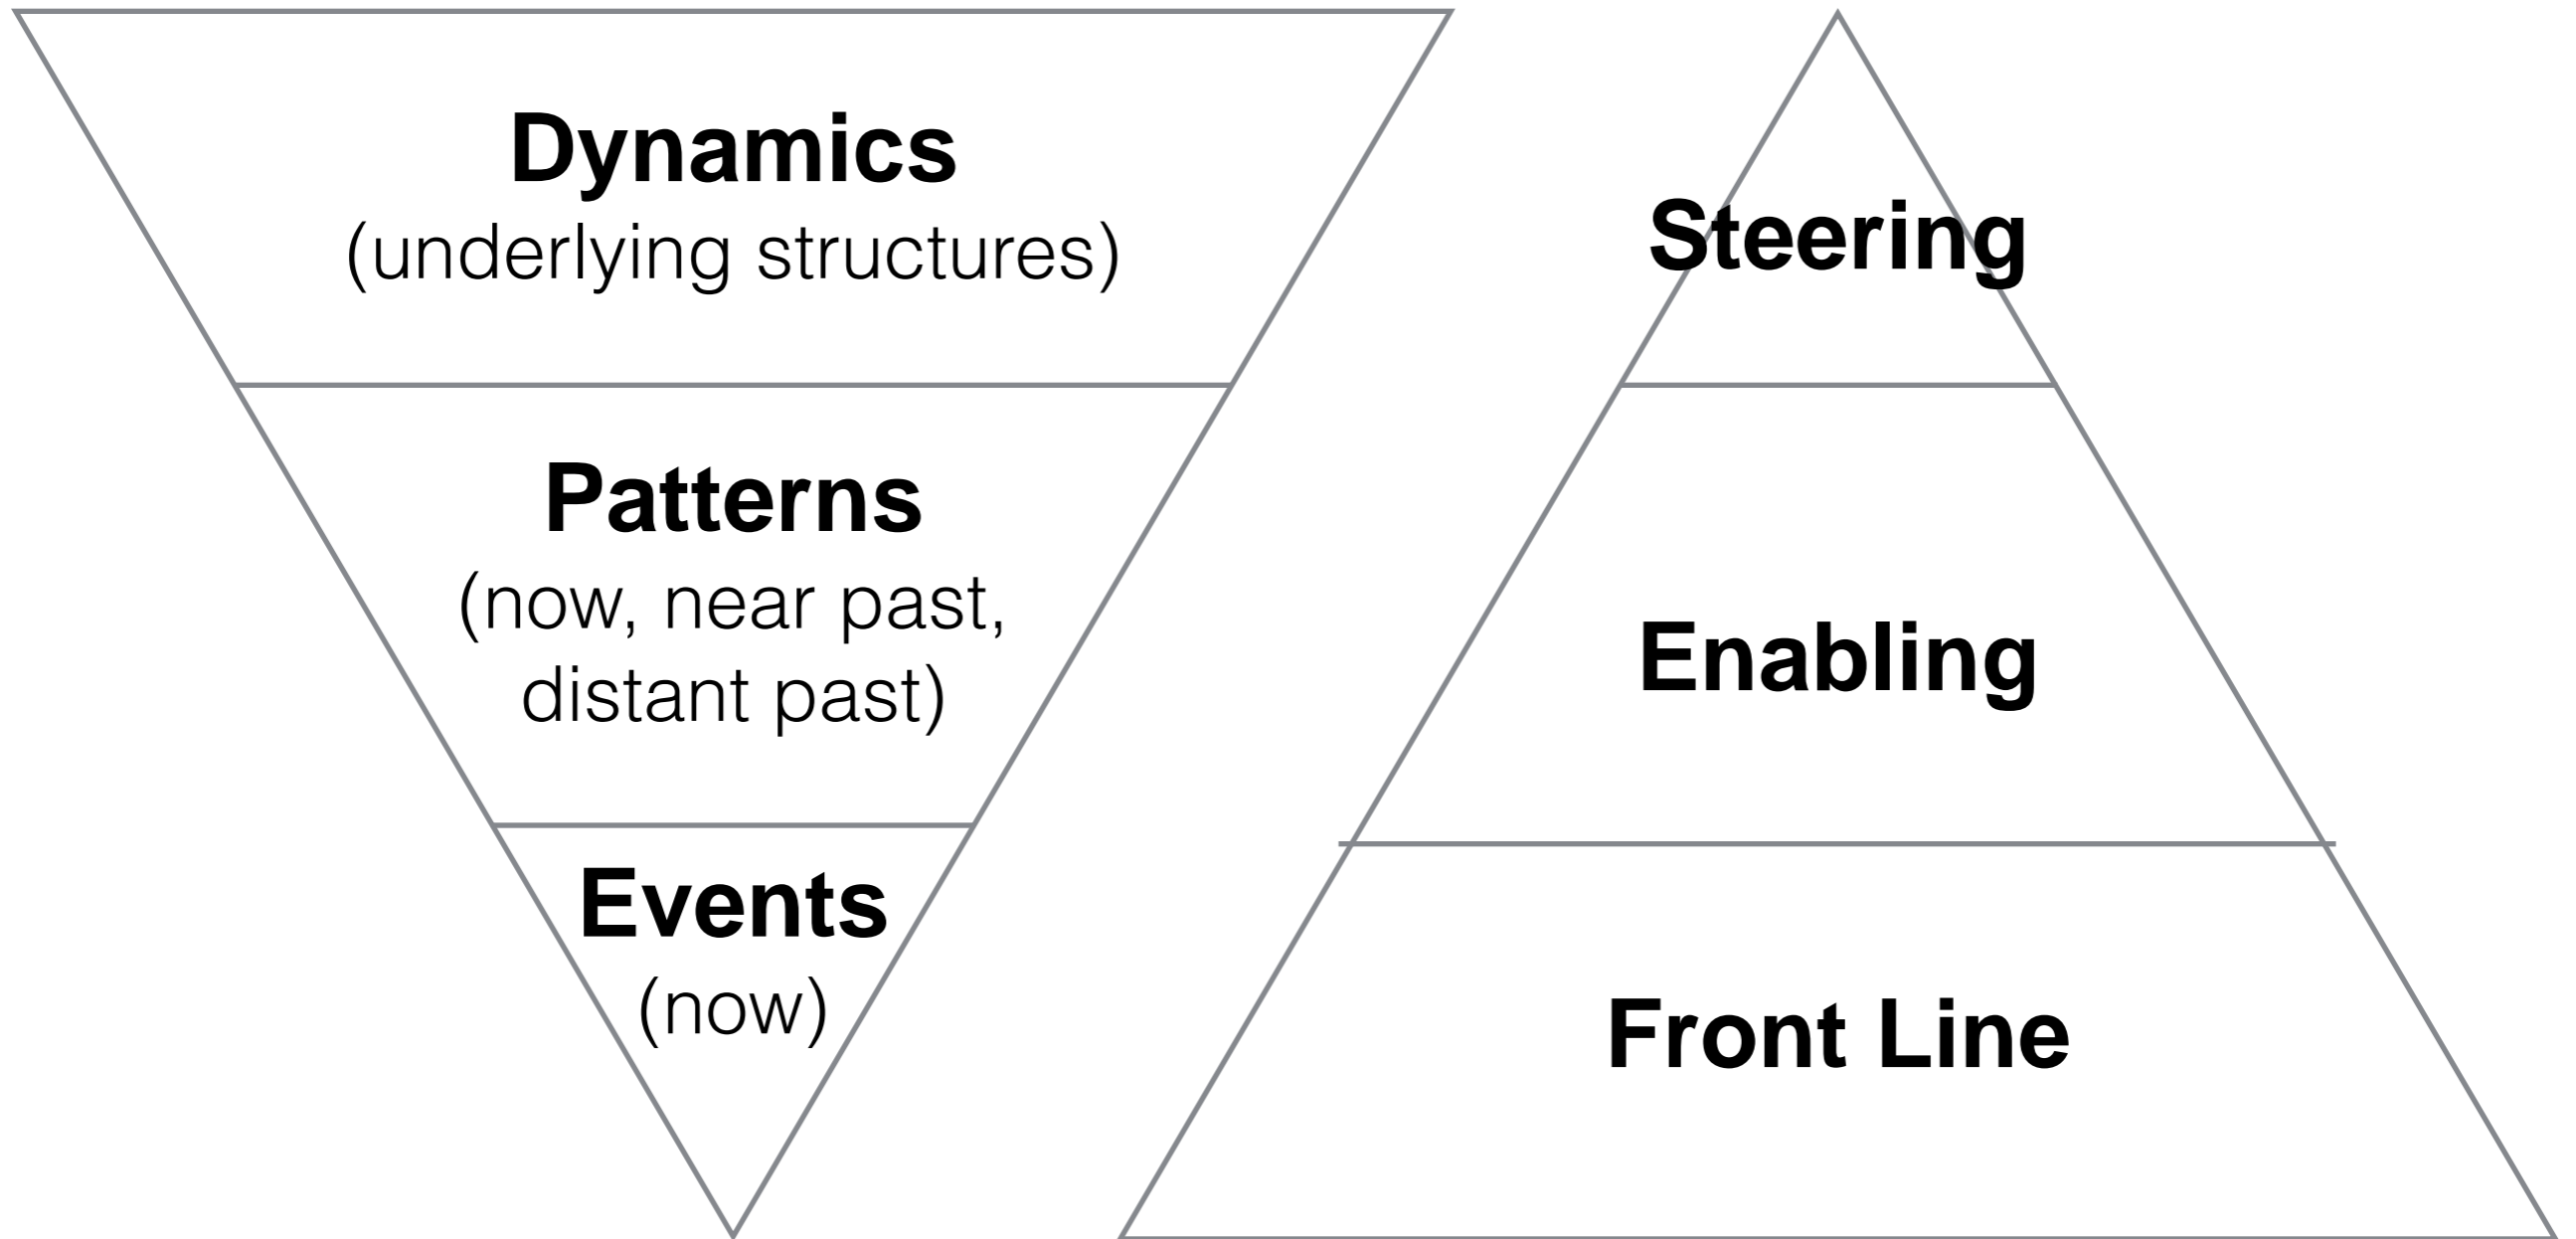 Dynamics
(underlying structures)
Patterns
(now, near past,
distant past)
Events
(now)
Steering
Enabling
Front Line